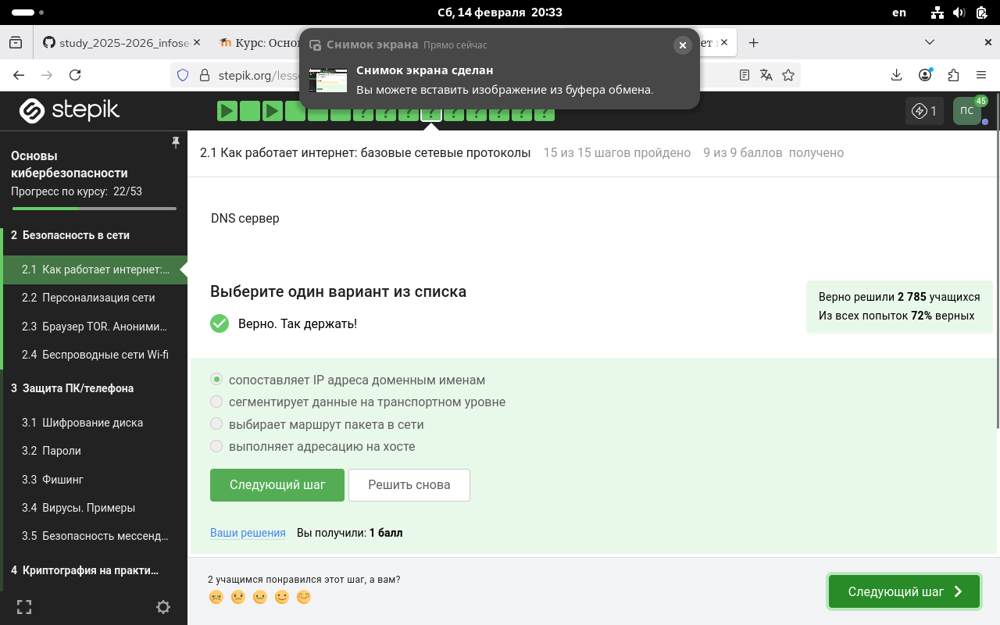 Сб, 14 февраля 20:33
en
study_2025-2026_infose
Курс: Осно
ет
Снимок экрана Прямо сейчас
Снимок экрана сделан
Вы можете вставить изображение из буфера обмена.
stepik.org/less
stepik
1
ПС
45
Основы
кибербезопасности
Прогресс по курсу: 22/53
2 Безопасность в сети
2.1 Как работает интернет:...
2.2 Персонализация сети
2.3 Браузер TOR. Аноними...
2.4 Беспроводные сети Wi-fi
3 Защита ПК/телефона
3.1 Шифрование диска
3.2 Пароли
3.3 Фишинг
3.4 Вирусы. Примеры
3.5 Безопасность мессенд...
4 Криптография на практи...
2.1 Как работает интернет: базовые сетевые протоколы 15 из 15 шагов пройдено 9 из 9 баллов получено
DNS сервер
Выберите один вариант из списка
Верно. Так держать!
Верно решили 2 785 учащихся
Из всех попыток 72% верных
сопоставляет IP адреса доменным именам
сегментирует данные на транспортном уровне
выбирает маршрут пакета в сети
выполняет адресацию на хосте
Следующий шаг
Решить снова
Ваши решения Вы получили: 1 балл
2 учащимся понравился этот шаг, а вам?
Следующий шаг